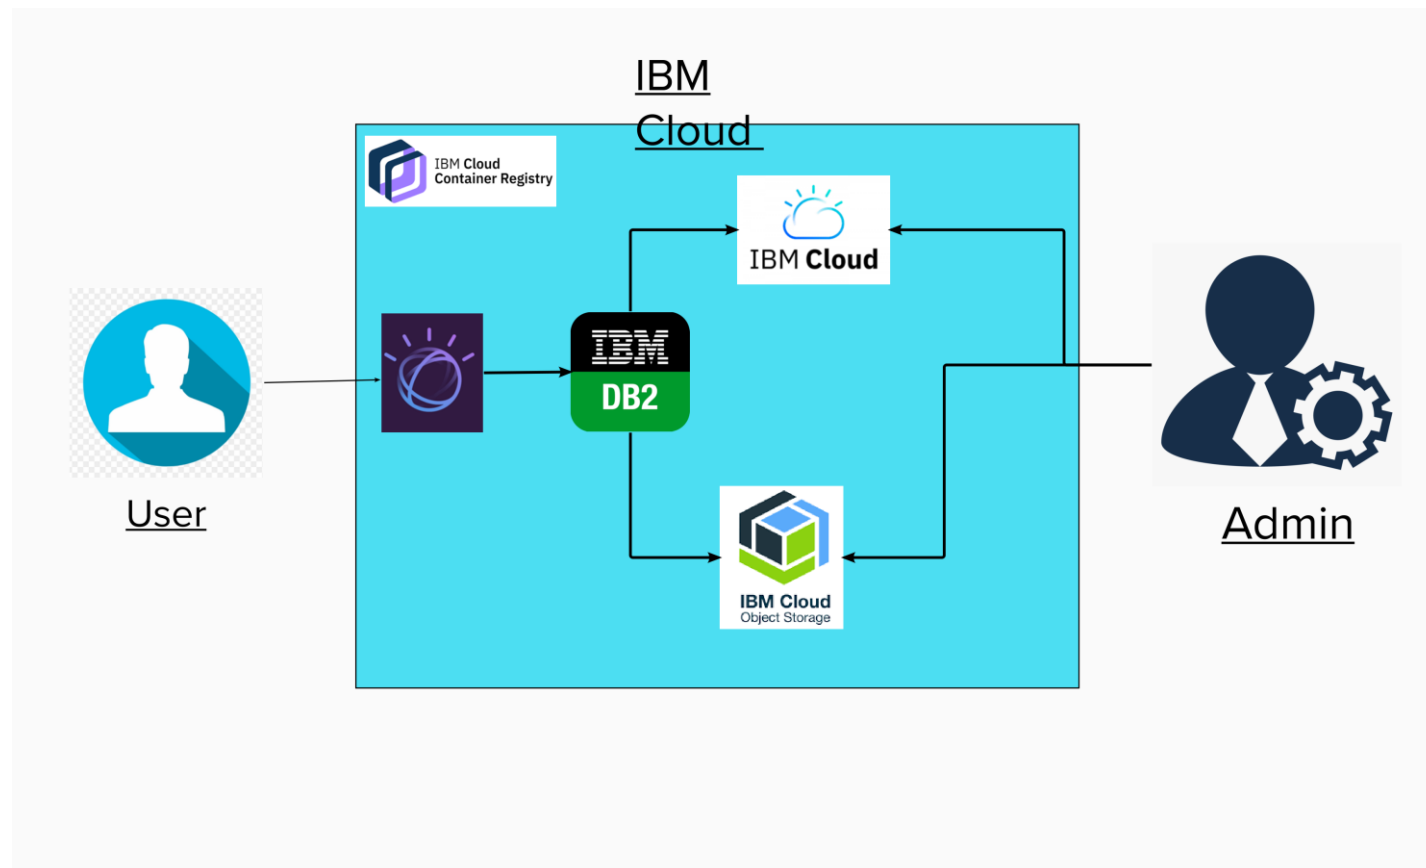 IBM
Cloud
IBM Cloud
Container Registry
IBM Cloud
IBM
DB2
User
Admin
IBM Cloud
Object Storage